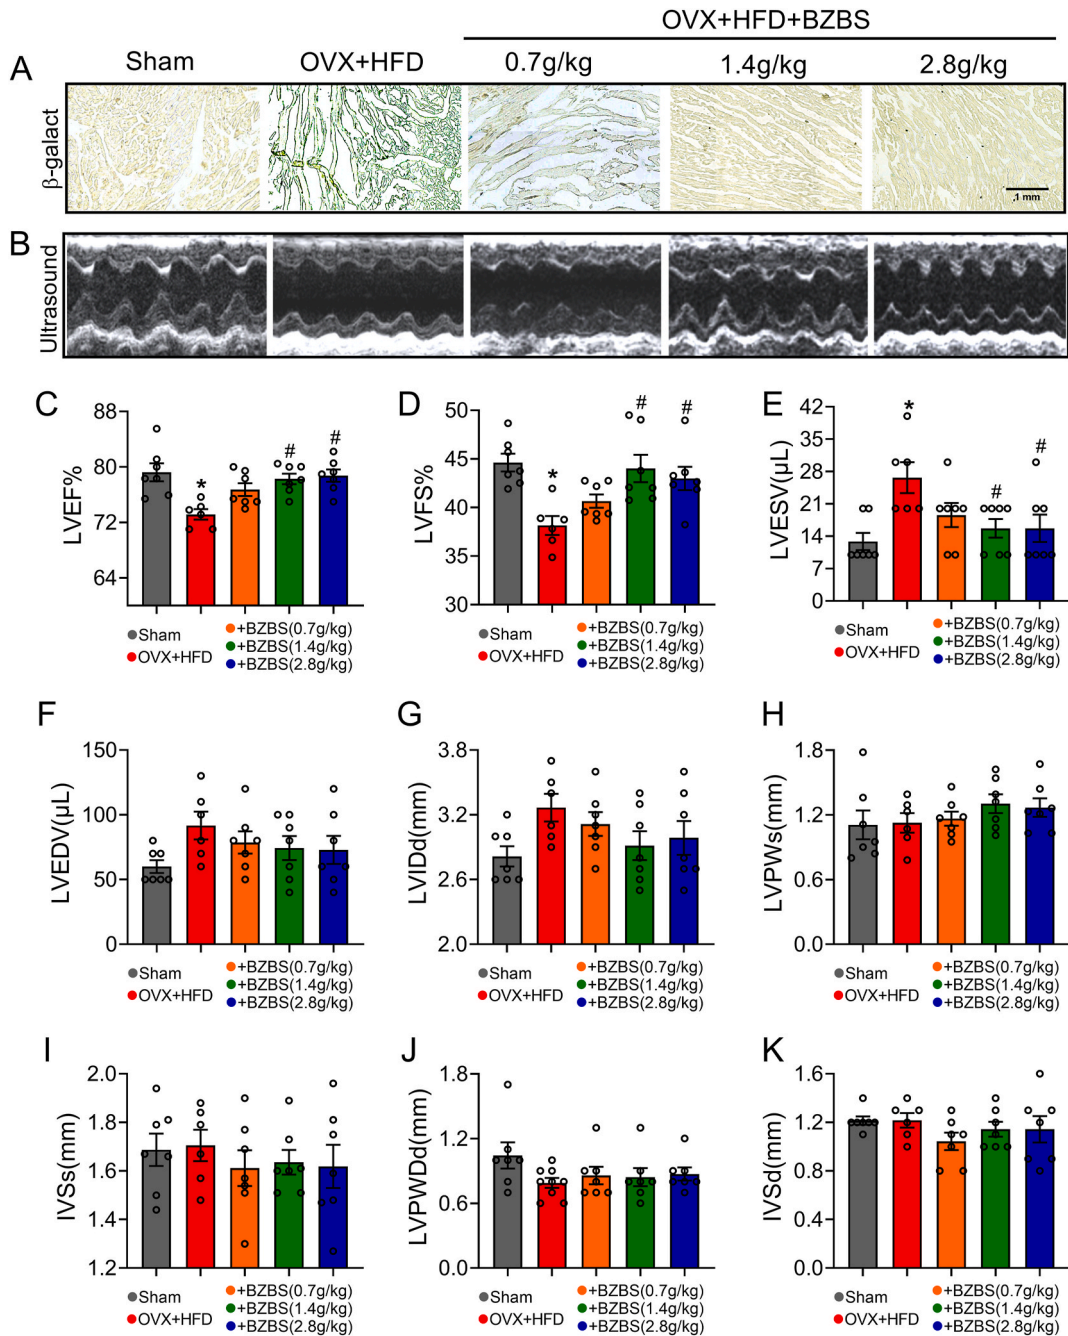 OVX+HFD+BZBS
Sham OVX+HFD 0.7g/kg 1.4g/kg 2.8g/kg
A
β-galact
.1 mm
B
Ultrasound
C
LVEF%
88
80
72
64
*
#
#
Sham
OVX+HFD
+BZBS(0.7g/kg)
+BZBS(1.4g/kg)
+BZBS(2.8g/kg)
D
LVFS%
50
45
40
35
30
*
#
#
Sham
OVX+HFD
+BZBS(0.7g/kg)
+BZBS(1.4g/kg)
+BZBS(2.8g/kg)
E
LVESV(μL)
42
35
28
21
14
7
0
*
#
#
Sham
OVX+HFD
+BZBS(0.7g/kg)
+BZBS(1.4g/kg)
+BZBS(2.8g/kg)
F
LVEDV(μL)
150
100
50
0
Sham
OVX+HFD
+BZBS(0.7g/kg)
+BZBS(1.4g/kg)
+BZBS(2.8g/kg)
G
LVIDd(mm)
3.8
3.2
2.6
2.0
Sham
OVX+HFD
+BZBS(0.7g/kg)
+BZBS(1.4g/kg)
+BZBS(2.8g/kg)
H
LVPWs(mm)
1.8
1.2
0.6
0.0
Sham
OVX+HFD
+BZBS(0.7g/kg)
+BZBS(1.4g/kg)
+BZBS(2.8g/kg)
I
IVSs(mm)
2.0
1.8
1.6
1.4
1.2
Sham
OVX+HFD
+BZBS(0.7g/kg)
+BZBS(1.4g/kg)
+BZBS(2.8g/kg)
J
LVPWDd(mm)
1.8
1.2
0.6
0.0
Sham
OVX+HFD
+BZBS(0.7g/kg)
+BZBS(1.4g/kg)
+BZBS(2.8g/kg)
K
IVSd(mm)
1.6
1.2
0.8
0.4
0.0
Sham
OVX+HFD
+BZBS(0.7g/kg)
+BZBS(1.4g/kg)
+BZBS(2.8g/kg)